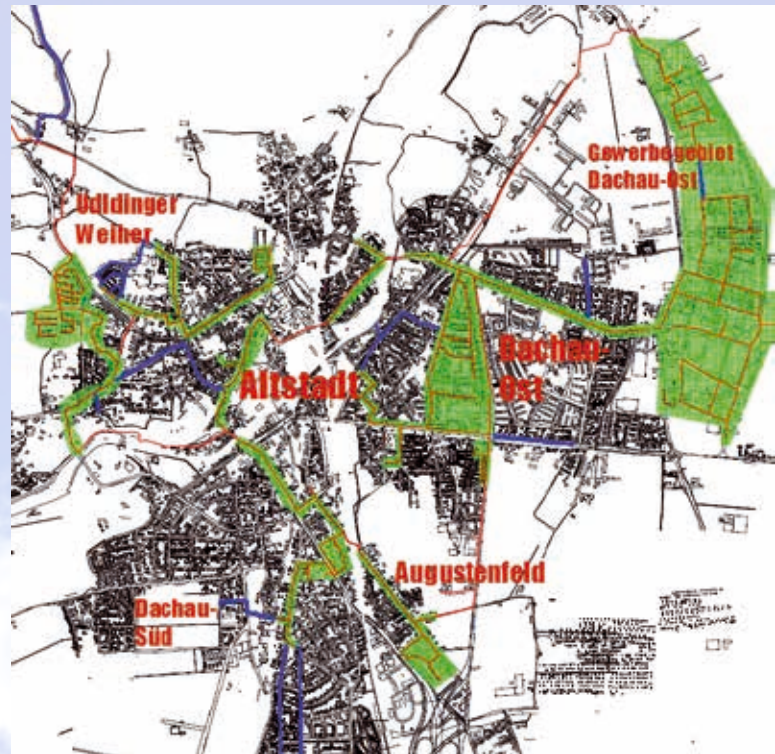 Gewerbegebiet
Dachau-Ost
Udldinger
Weiher
Altstadt
Dachau-
Ost
Augustenfeld
Dachau-
Süd